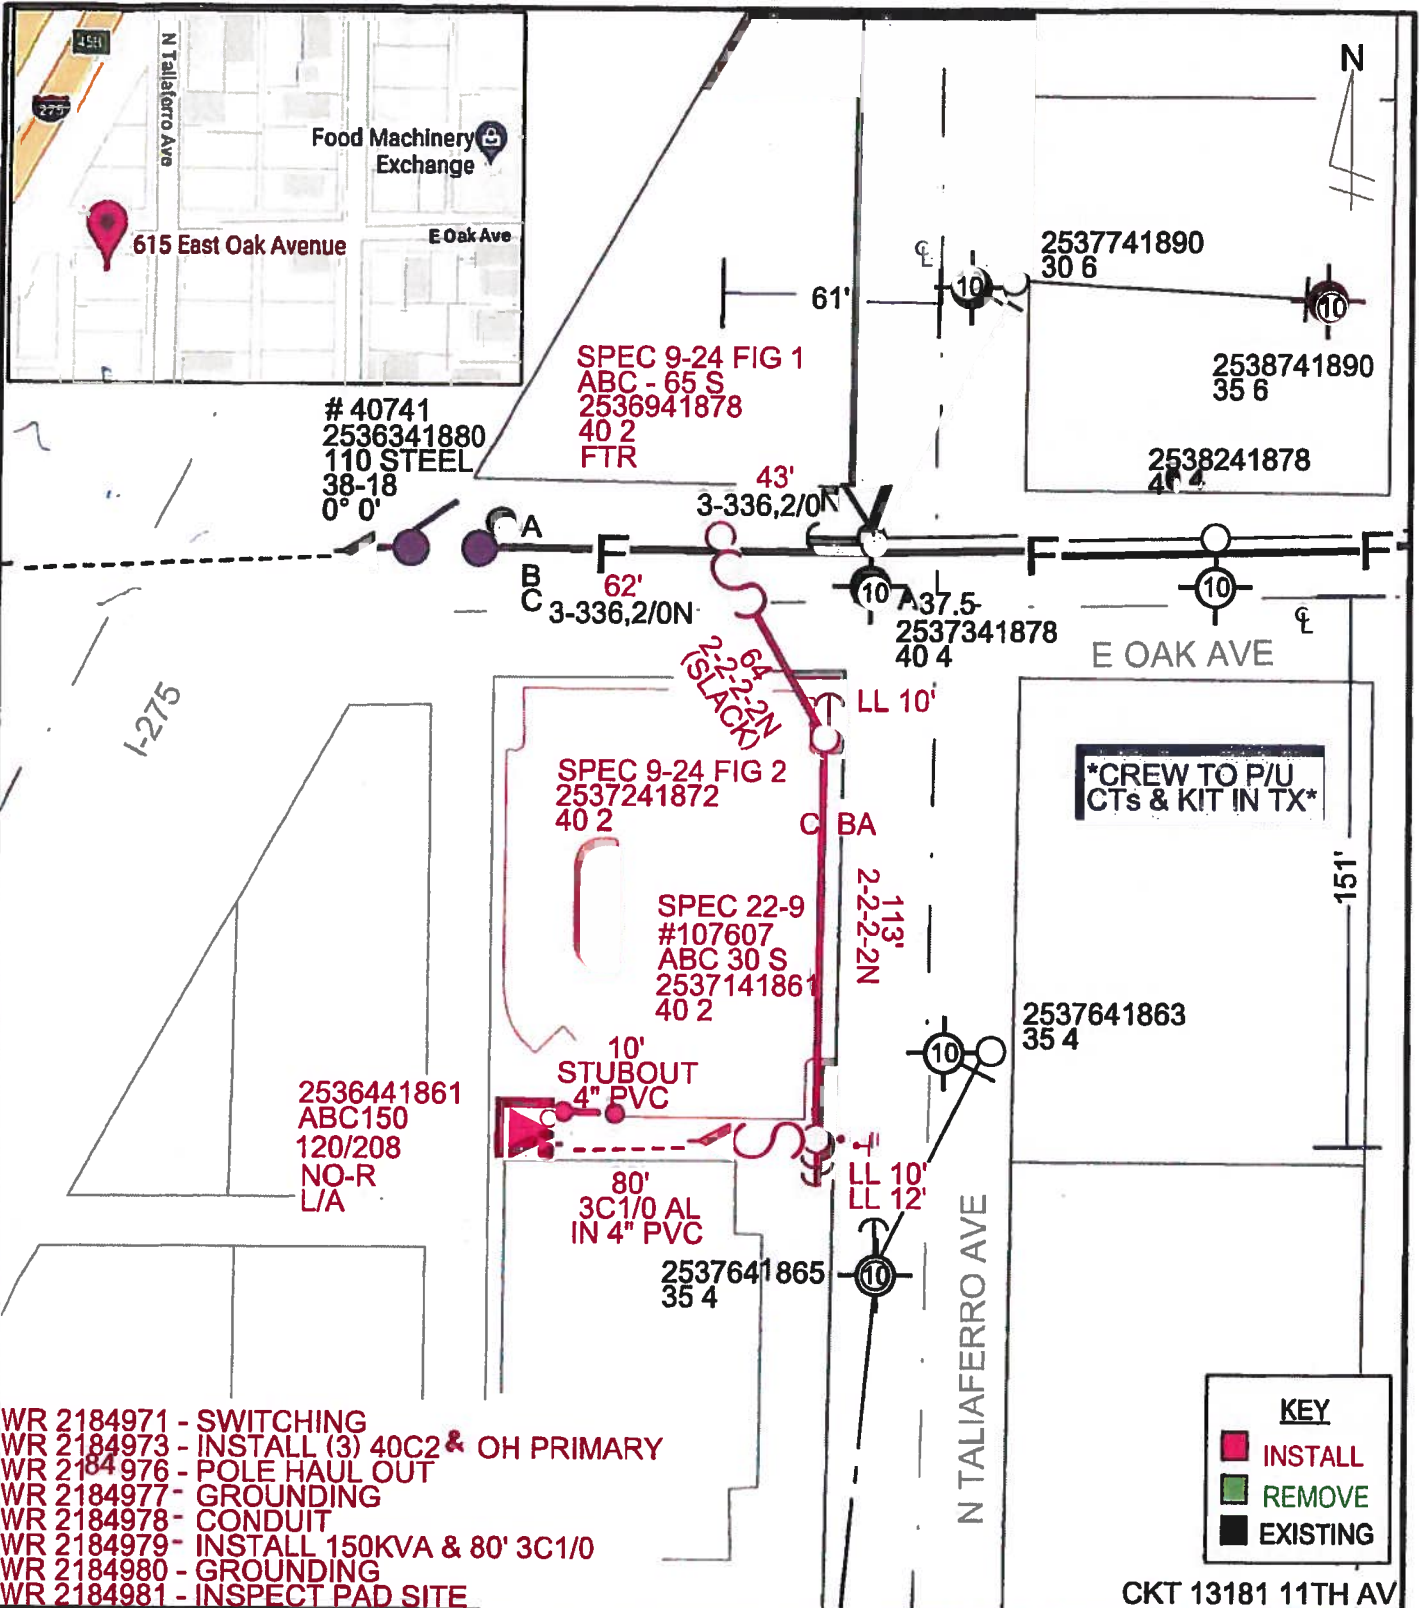 458
275
N Taliaferro Ave
Food Machinery
Exchange
615 East Oak Avenue
E Oak Ave
N
℄
2537741890
30 6
10
10
61'
2538741890
35 6
SPEC 9-24 FIG 1
ABC - 65 S
2536941878
40 2
FTR
# 40741
2536341880
110 STEEL
38-18
0° 0'
2538241878
43'
3-336,2/0N
A
B
C
F
F
F
62'
3-336,2/0N
10
A37.5-
2537341878
40 4
10
℄
E OAK AVE
64
2-2-2-2N
(SLACK)
LL 10'
I-275
SPEC 9-24 FIG 2
2537241872
40 2
*CREW TO P/U
CTs & KIT IN TX*
C BA
151'
113'
2-2-2-2N
SPEC 22-9
#107607
ABC 30 S
2537141861
40 2
2537641863
35 4
10
10'
STUBOUT
4" PVC
2536441861
ABC150
120/208
NO-R
L/A
80'
3C1/0 AL
IN 4" PVC
LL 10'
LL 12'
2537641865
35 4
10
N TALIAFERRO AVE
WR 2184971 - SWITCHING
WR 2184973 - INSTALL (3) 40C2 & OH PRIMARY
WR 2184976 - POLE HAUL OUT
WR 2184977 - GROUNDING
WR 2184978 - CONDUIT
WR 2184979 - INSTALL 150KVA & 80' 3C1/0
WR 2184980 - GROUNDING
WR 2184981 - INSPECT PAD SITE
KEY
INSTALL
REMOVE
EXISTING
CKT 13181 11TH AV